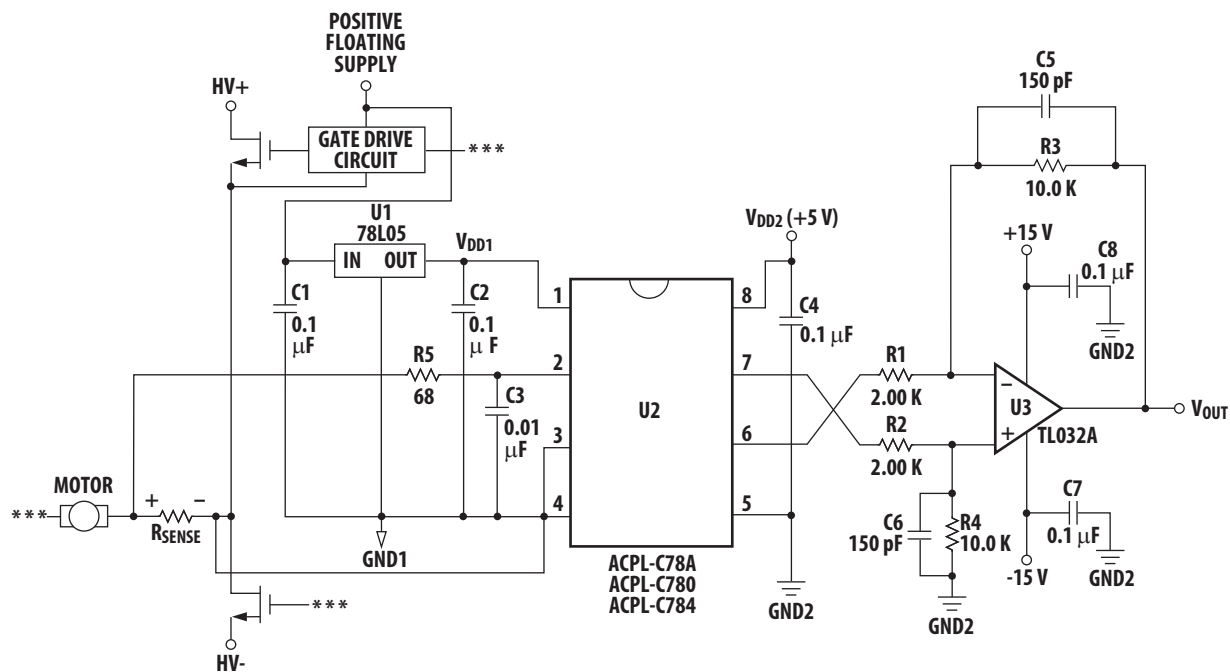 POSITIVE
FLOATING
SUPPLY
HV+
GATE DRIVE
CIRCUIT
***
U1
78L05
IN OUT
VDD1
C1
0.1
μF
C2
0.1
μ F
R5
68
C3
0.01
μF
MOTOR
***
+ −
RSENSE
GND1
***
HV-
1
2
3
4
8
7
6
5
U2
ACPL-C78A
ACPL-C780
ACPL-C784
VDD2 (+5 V)
C4
0.1 μF
GND2
R1
2.00 K
R2
2.00 K
C5
150 pF
R3
10.0 K
+15 V
C8
0.1 μF
GND2
−
+
U3
TL032A
VOUT
C6
150 pF
R4
10.0 K
GND2
C7
0.1 μF
-15 V
GND2